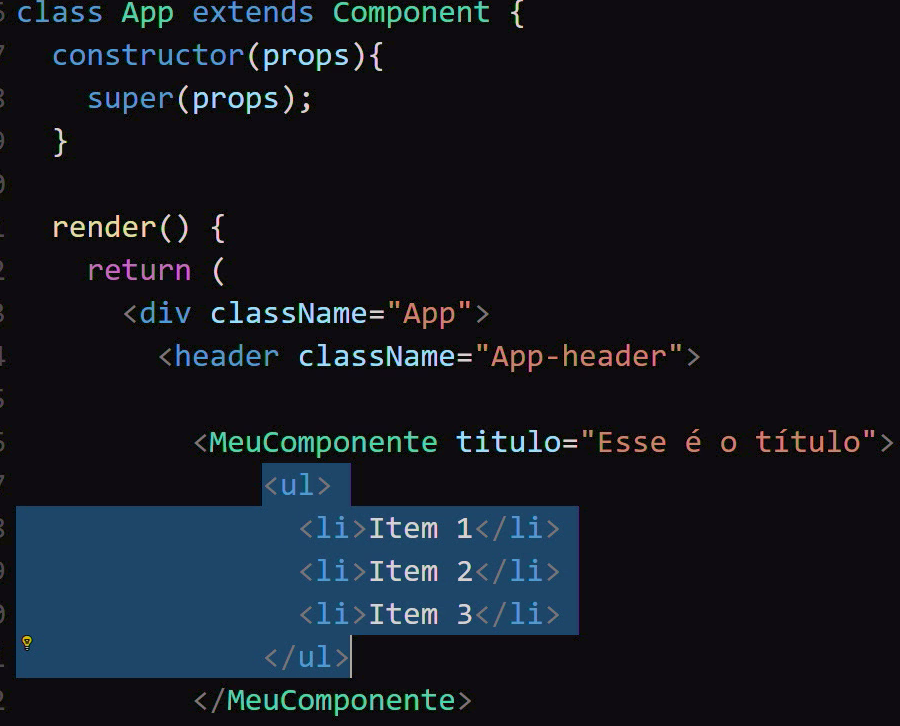 class App extends Component {
constructor(props){
super(props);
}
render() {
return (
<div className="App">
<header className="App-header">
<MeuComponente titulo="Esse é o título">
<ul>
<li>Item 1</li>
<li>Item 2</li>
<li>Item 3</li>
</ul>
</MeuComponente>